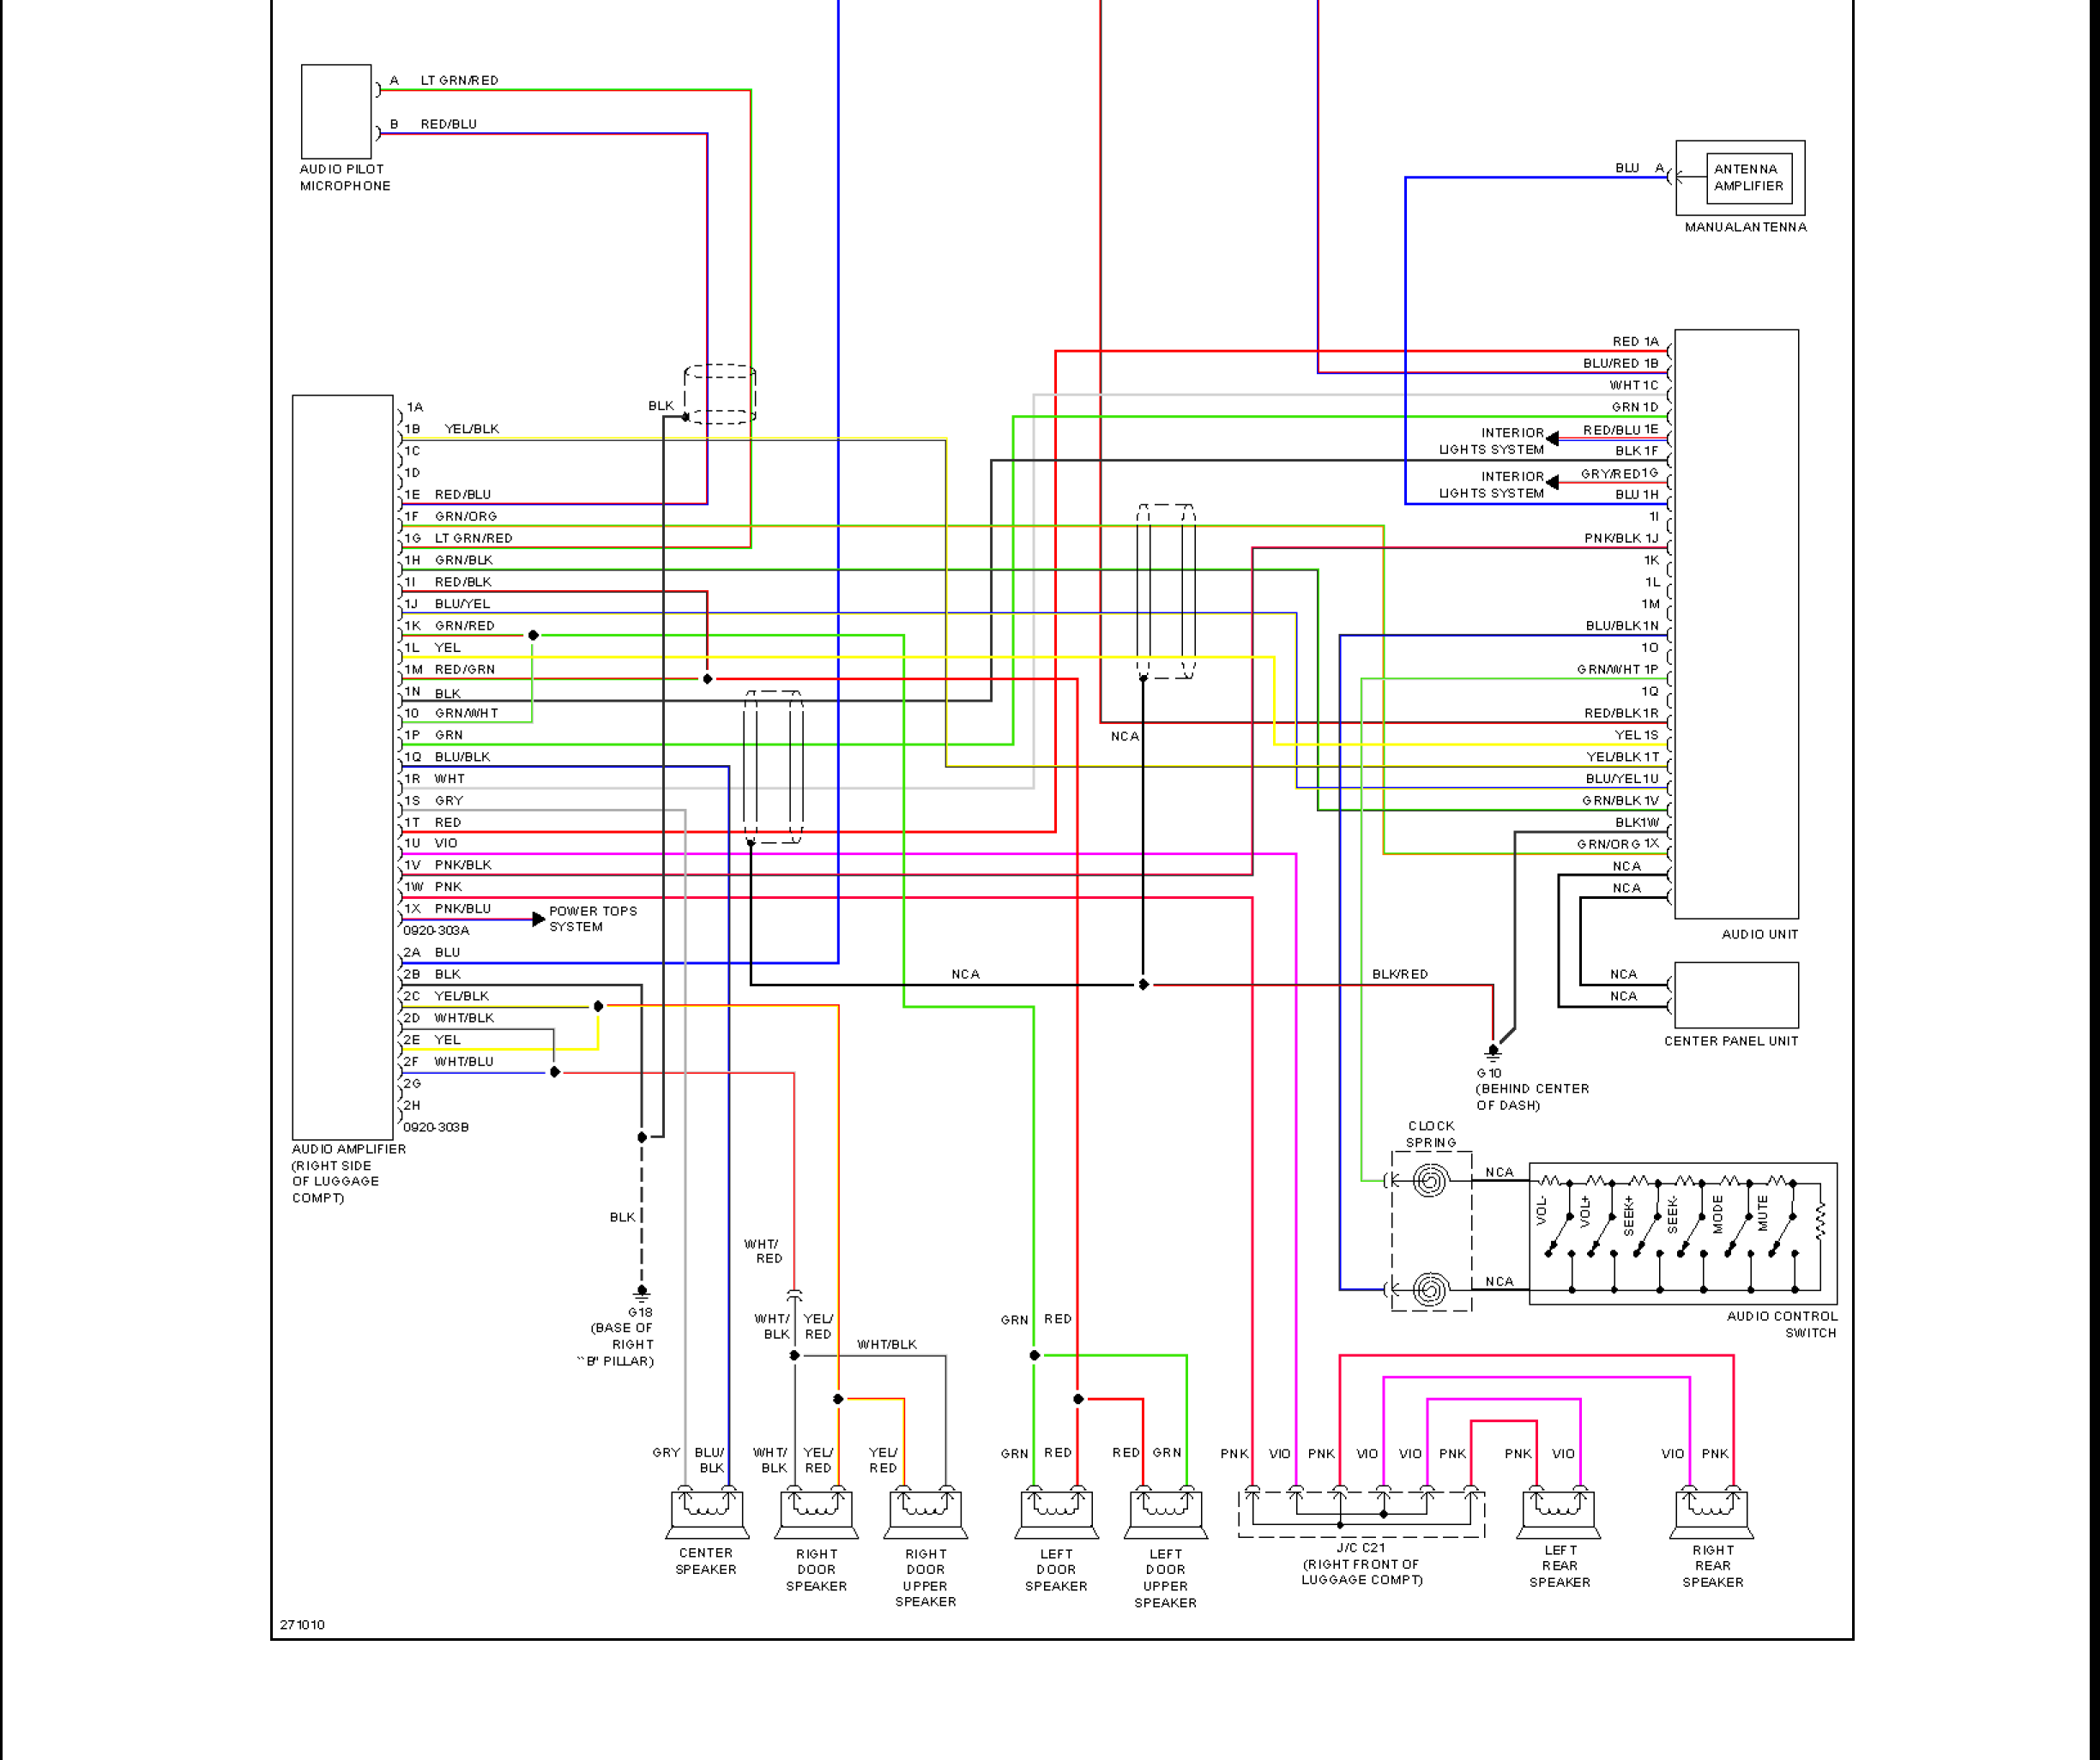 A LT GRN/RED
B RED/BLU
AUDIO PILOT
MICROPHONE
BLU A
ANTENNA
AMPLIFIER
MANUAL ANTENNA
BLK
1A
1B YEL/BLK
1C
1D
1E RED/BLU
1F GRN/ORG
1G LT GRN/RED
1H GRN/BLK
1I RED/BLK
1J BLU/YEL
1K GRN/RED
1L YEL
1M RED/GRN
1N BLK
1O GRN/WHT
1P GRN
1Q BLU/BLK
1R WHT
1S GRY
1T RED
1U VIO
1V PNK/BLK
1W PNK
1X PNK/BLU
POWER TOPS
SYSTEM
0920-303A
2A BLU
2B BLK
2C YEL/BLK
2D WHT/BLK
2E YEL
2F WHT/BLU
2G
2H
0920-303B
AUDIO AMPLIFIER
(RIGHT SIDE
OF LUGGAGE
COMPT)
RED 1A
BLU/RED 1B
WHT 1C
GRN 1D
INTERIOR
LIGHTS SYSTEM
RED/BLU 1E
BLK 1F
INTERIOR
LIGHTS SYSTEM
GRY/RED 1G
BLU 1H
1I
PNK/BLK 1J
1K
1L
1M
BLU/BLK 1N
1O
GRN/WHT 1P
1Q
RED/BLK 1R
YEL 1S
YEL/BLK 1T
BLU/YEL 1U
GRN/BLK 1V
BLK 1W
GRN/ORG 1X
NCA
NCA
AUDIO UNIT
NCA
NCA
CENTER PANEL UNIT
NCA
NCA
BLK/RED
G10
(BEHIND CENTER
OF DASH)
CLOCK
SPRING
NCA
NCA
VOL-
VOL+
SEEK+
SEEK-
MODE
MUTE
AUDIO CONTROL
SWITCH
BLK
G18
(BASE OF
RIGHT
"B" PILLAR)
WHT/
RED
WHT/
BLK
YEL/
RED
WHT/BLK
GRN RED
GRY
BLU/
BLK
WHT/
BLK
YEL/
RED
YEL/
RED
GRN RED
RED GRN
PNK VIO PNK VIO VIO PNK
PNK VIO
VIO PNK
CENTER
SPEAKER
RIGHT
DOOR
SPEAKER
RIGHT
DOOR
UPPER
SPEAKER
LEFT
DOOR
SPEAKER
LEFT
DOOR
UPPER
SPEAKER
J/C C21
(RIGHT FRONT OF
LUGGAGE COMPT)
LEFT
REAR
SPEAKER
RIGHT
REAR
SPEAKER
271010